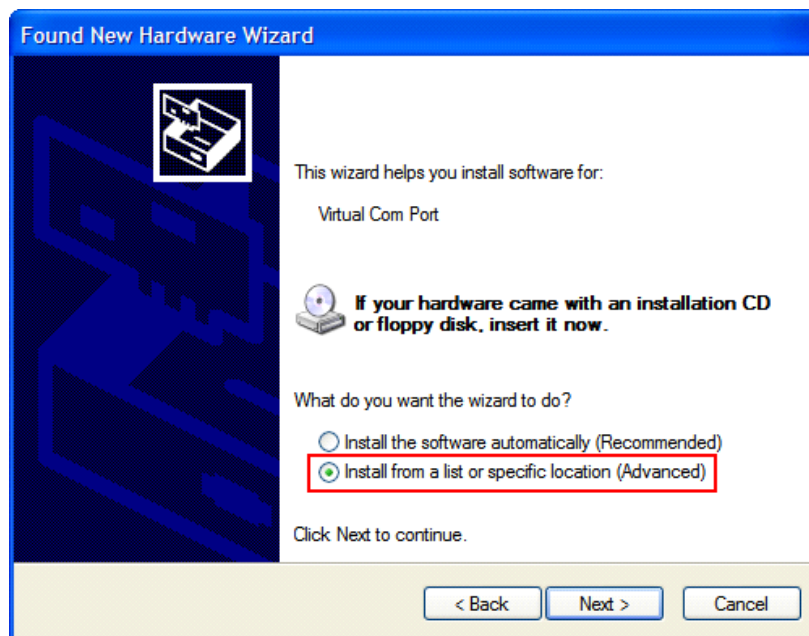 Found New Hardware Wizard
This wizard helps you install software for:
Virtual Com Port
If your hardware came with an installation CD
or floppy disk, insert it now.
What do you want the wizard to do?
Install the software automatically (Recommended)
Install from a list or specific location (Advanced)
Click Next to continue.
< Back Next > Cancel